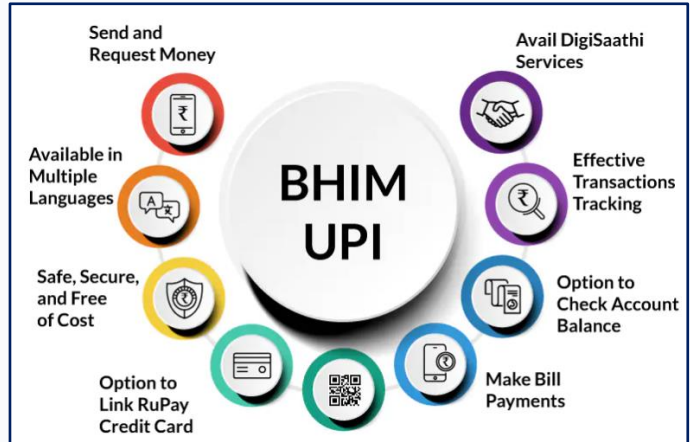 Send and
Request Money
Available in
Multiple
Languages
Safe, Secure,
and Free
of Cost
Option to
Link RuPay
Credit Card
BHIM
UPI
Avail DigiSaathi
Services
Effective
Transactions
Tracking
Option to
Check Account
Balance
Make Bill
Payments
₹
A
₹
₹
₹